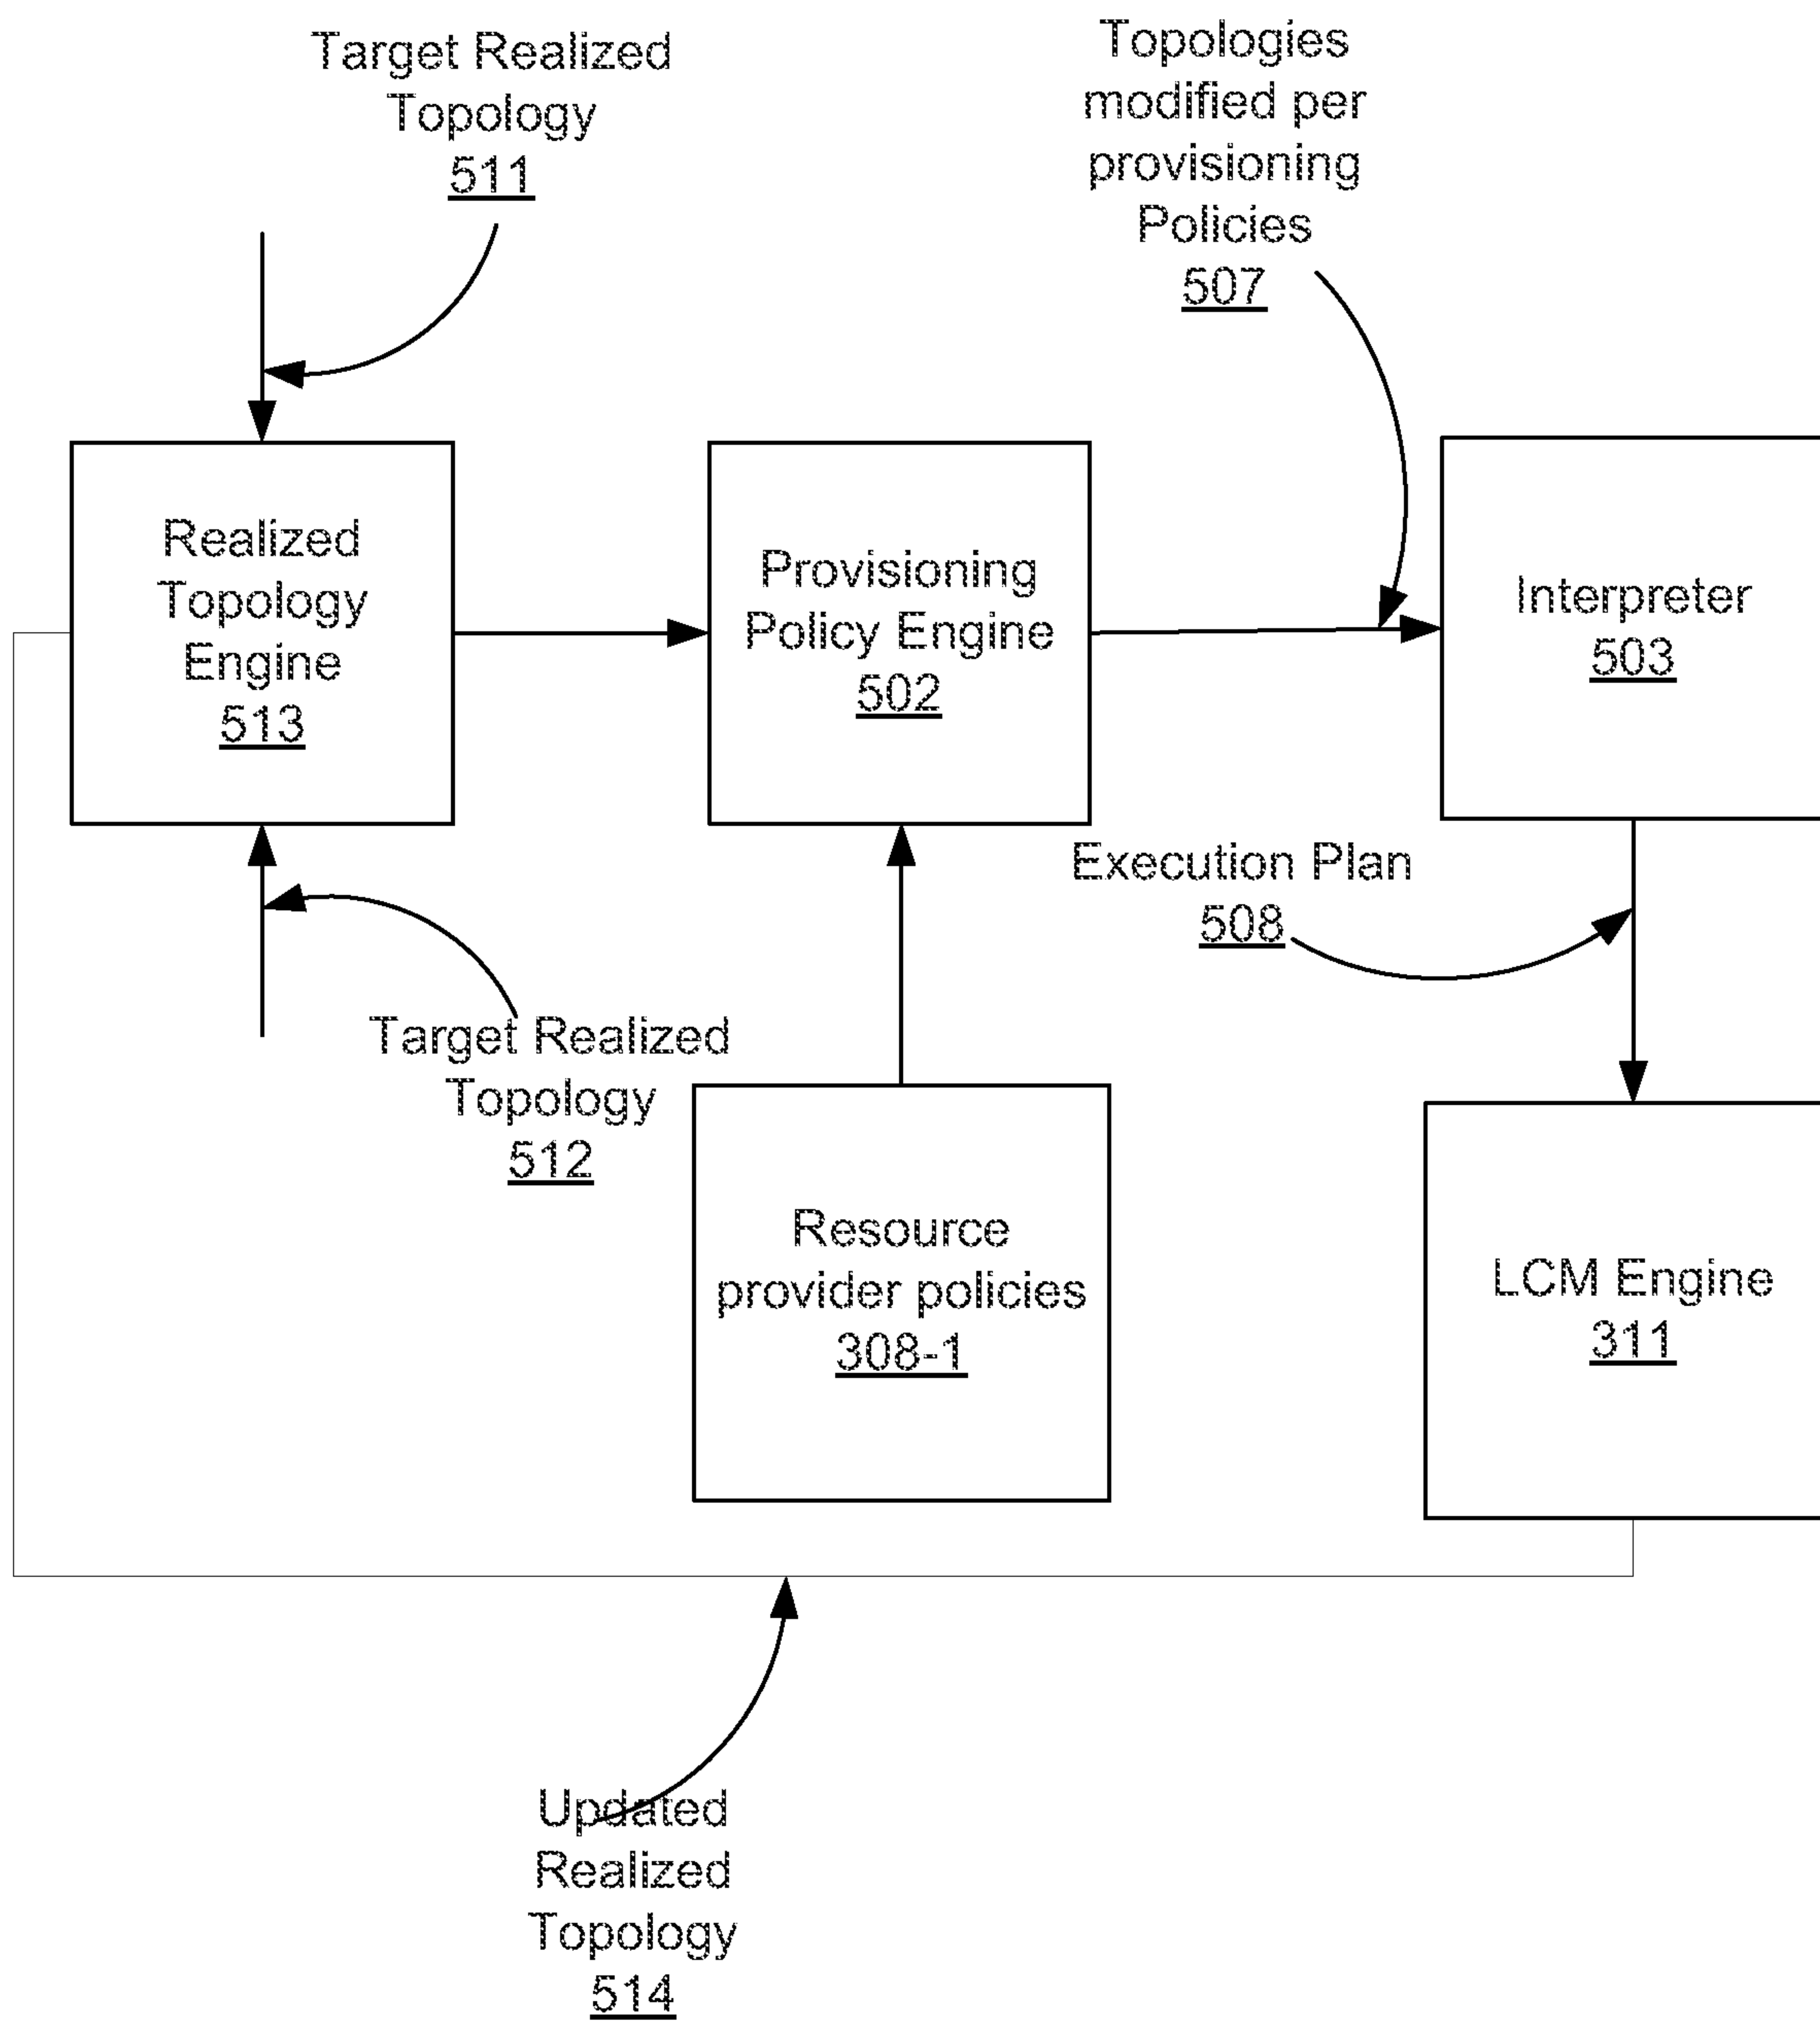 Target Realized
Topology
511
Topologies
modified per
provisioning
Policies
507
Realized
Topology
Engine
513
Provisioning
Policy Engine
502
Interpreter
503
Execution Plan
508
Target Realized
Topology
512
Resource
provider policies
308-1
LCM Engine
311
Updated
Realized
Topology
514